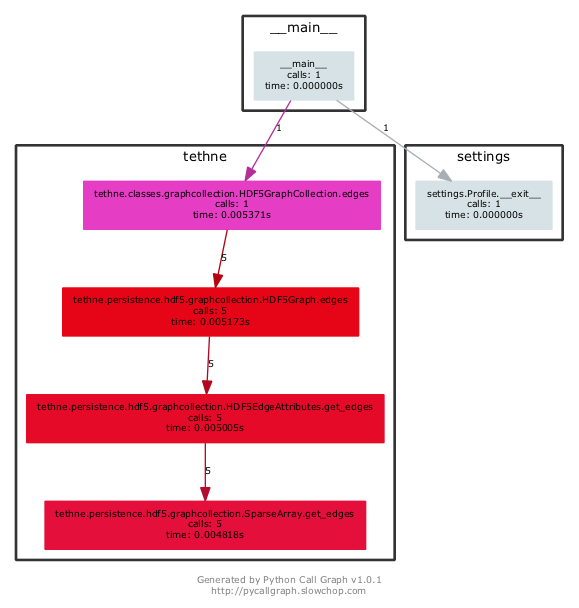 __main__
__main__
calls: 1
time: 0.000000s
1
1
tethne
tethne.classes.graphcollection.HDF5GraphCollection.edges
calls: 1
time: 0.005371s
settings
settings.Profile.__exit__
calls: 1
time: 0.000000s
5
tethne.persistence.hdf5.graphcollection.HDF5Graph.edges
calls: 5
time: 0.005173s
5
tethne.persistence.hdf5.graphcollection.HDF5EdgeAttributes.get_edges
calls: 5
time: 0.005005s
5
tethne.persistence.hdf5.graphcollection.SparseArray.get_edges
calls: 5
time: 0.004818s
Generated by Python Call Graph v1.0.1
http://pycallgraph.slowchop.com